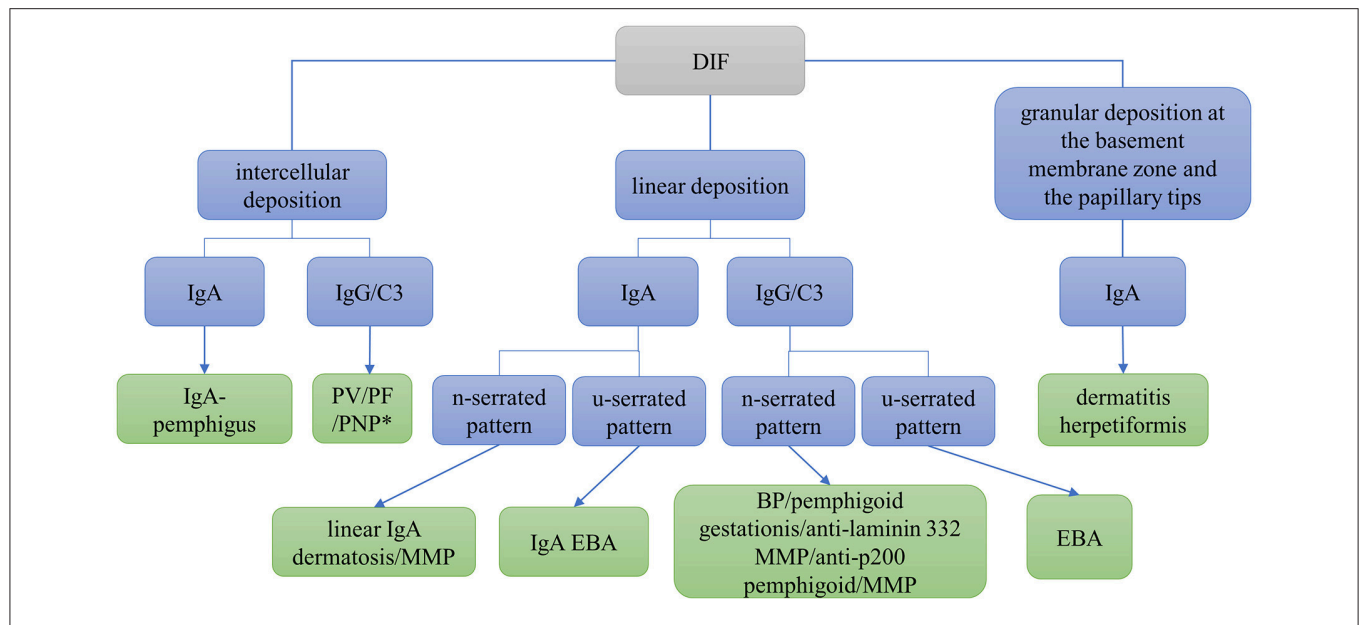 DIF
intercellular
deposition
linear deposition
granular deposition at
the basement
membrane zone and
the papillary tips
IgA
IgG/C3
IgA
IgG/C3
IgA
IgA-
pemphigus
PV/PF
/PNP*
n-serrated
pattern
u-serrated
pattern
n-serrated
pattern
u-serrated
pattern
dermatitis
herpetiformis
linear IgA
dermatosis/MMP
IgA EBA
BP/pemphigoid
gestationis/anti-laminin 332
MMP/anti-p200
pemphigoid/MMP
EBA